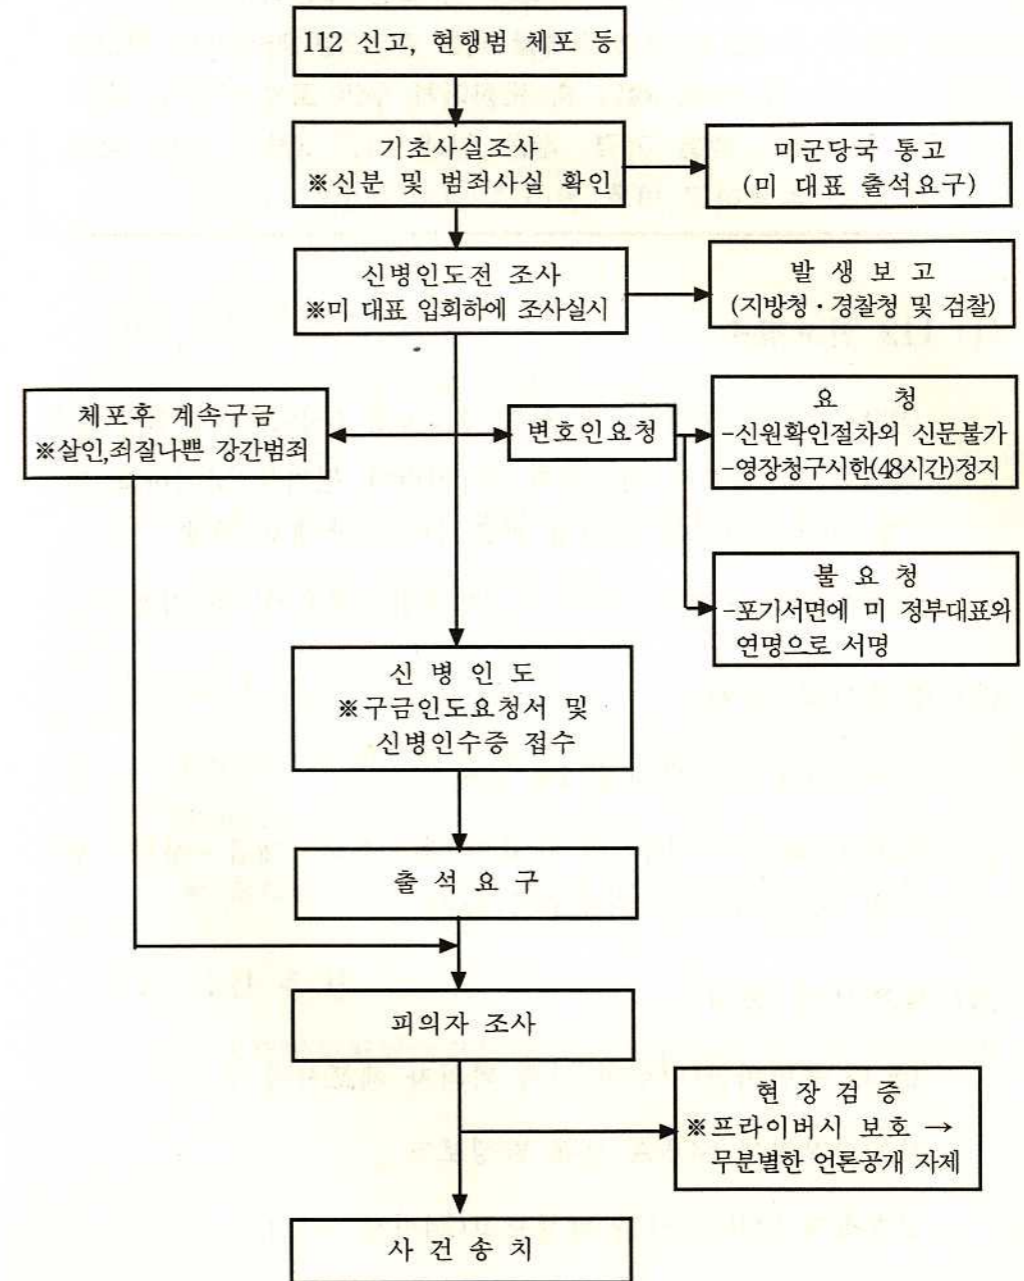 112 신고, 현행범 체포 등
기초사실조사
※신분 및 범죄사실 확인
미군당국 통고
(미 대표 출석요구)
신병인도전 조사
※미 대표 입회하에 조사실시
발 생 보 고
(지방청·경찰청 및 검찰)
체포후 계속구금
※살인,죄질나쁜 강간범죄
변호인요청
요 청
-신원확인절차외 신문불가
-영장청구시한(48시간)정지
불 요 청
-포기서면에 미 정부대표와
연명으로 서명
신 병 인 도
※구금인도요청서 및
신병인수증 접수
출 석 요 구
피의자 조사
현 장 검 증
※프라이버시 보호 →
무분별한 언론공개 자제
사 건 송 치